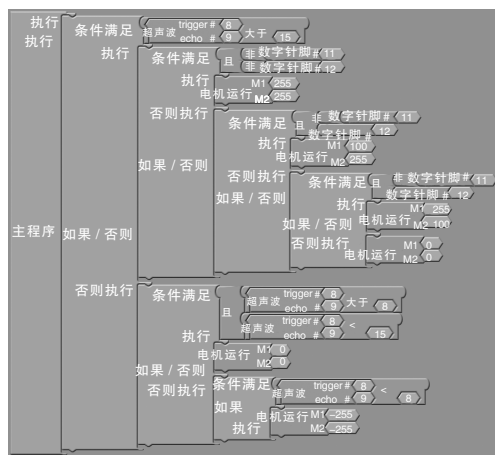 执行
执行
条件满足 超声波 trigger # 8
echo # 9 大于 15
执行 条件满足 且 非 数字针脚 # 11
非 数字针脚 # 12
执行 M1 255
电机运行 M2 255
否则执行 条件满足 且 非 数字针脚 # 11
数字针脚 # 12
执行 M1 100
电机运行 M2 255
如果 / 否则 否则执行 条件满足 且 非 数字针脚 # 11
如果 / 否则 数字针脚 # 12
执行 M1 255
如果 / 否则 电机运行 M2 100
主程序 如果 / 否则 否则执行 M1 0
电机运行 M2 0
否则执行 条件满足 且 超声波 trigger # 8
echo # 9 大于 8
超声波 trigger # 8
echo # 9 < 15
执行
电机运行 M1 0
M2 0
如果 / 否则
否则执行 条件满足 超声波 trigger # 8
echo # 9 < 8
如果 执行 电机运行 M1 -255
M2 -255